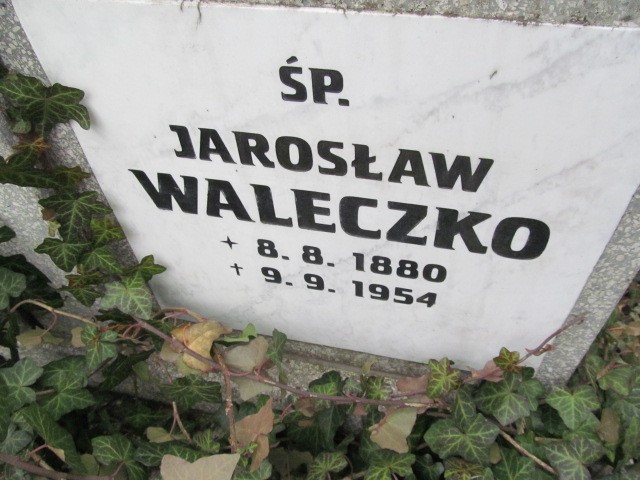 ŚP.
JAROSŁAW
WALECZKO
✦ 8. 8. 1880
✝ 9. 9. 1954